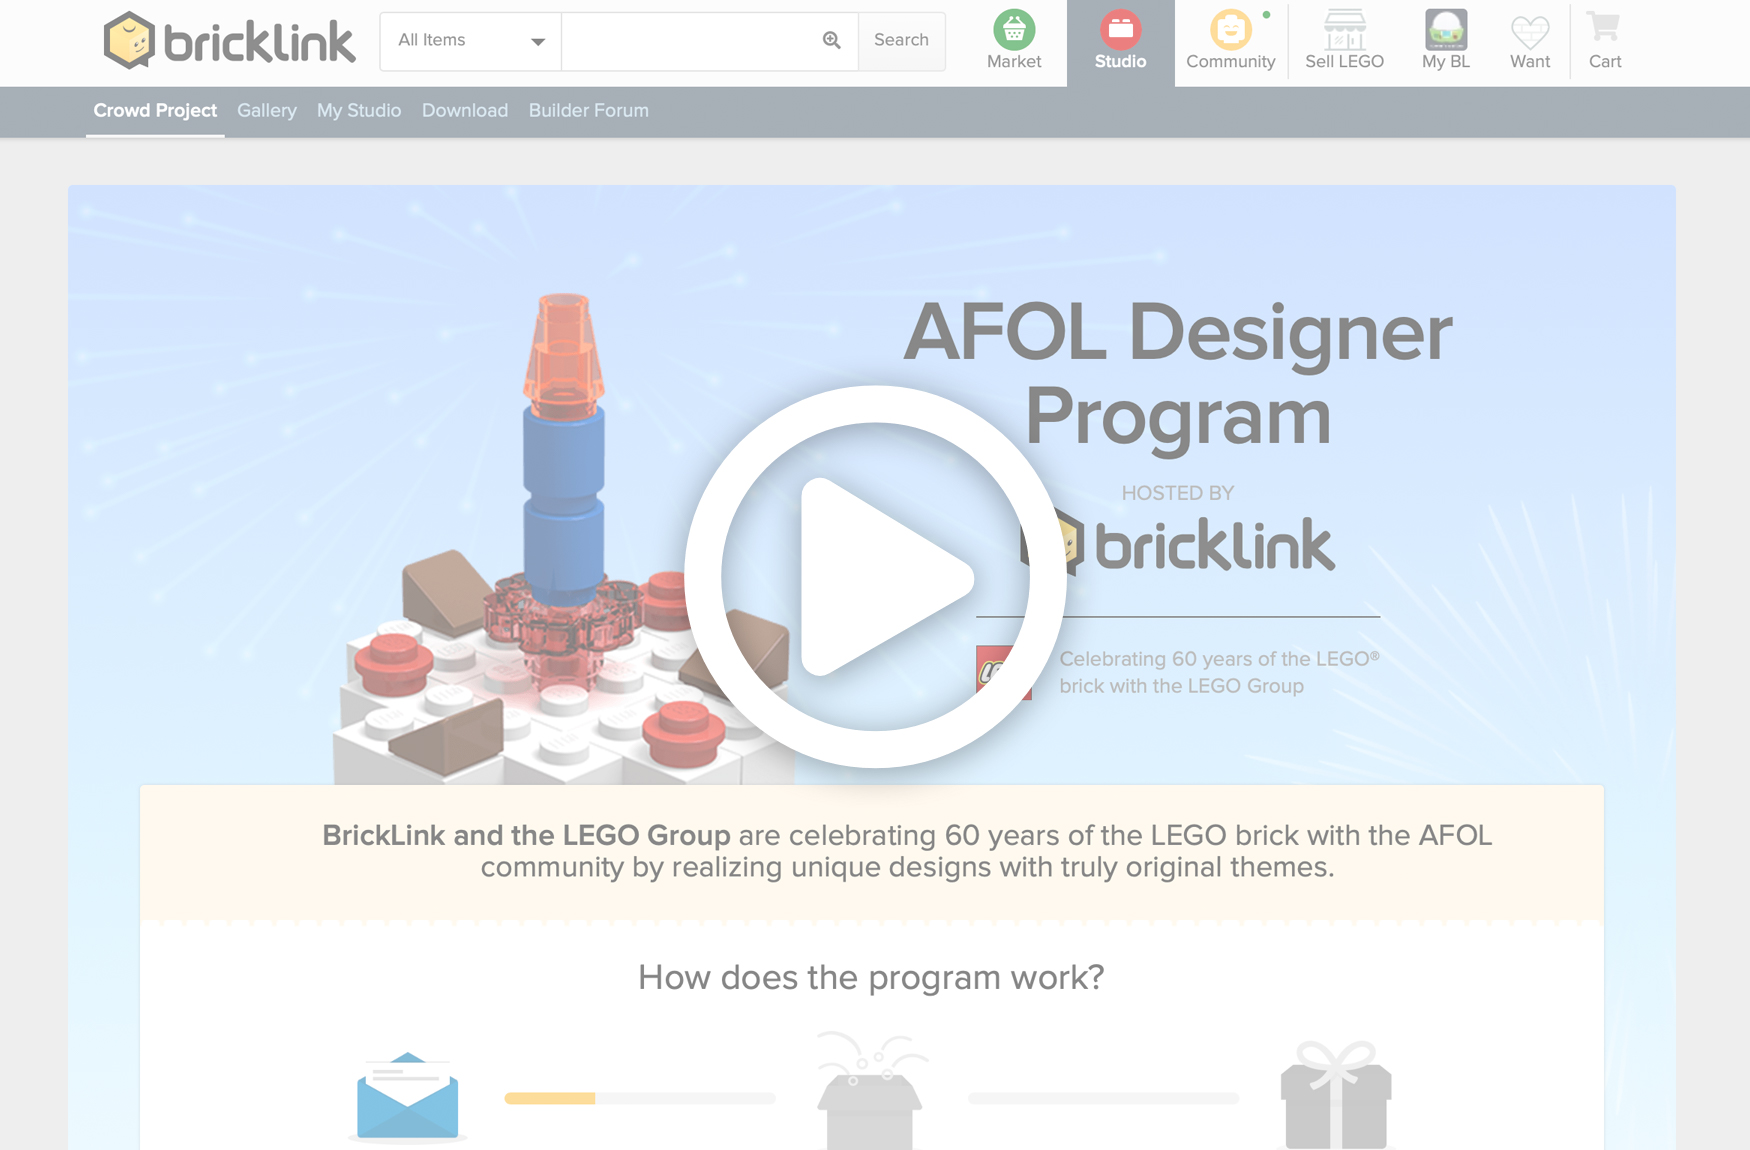 bricklink
All Items
Search
Market
Studio
Community
Sell LEGO
My BL
Want
Cart
Crowd Project
Gallery
My Studio
Download
Builder Forum
AFOL Designer
Program
HOSTED BY
bricklink
Celebrating 60 years of the LEGO®
brick with the LEGO Group
BrickLink and the LEGO Group are celebrating 60 years of the LEGO brick with the AFOL
community by realizing unique designs with truly original themes.
How does the program work?